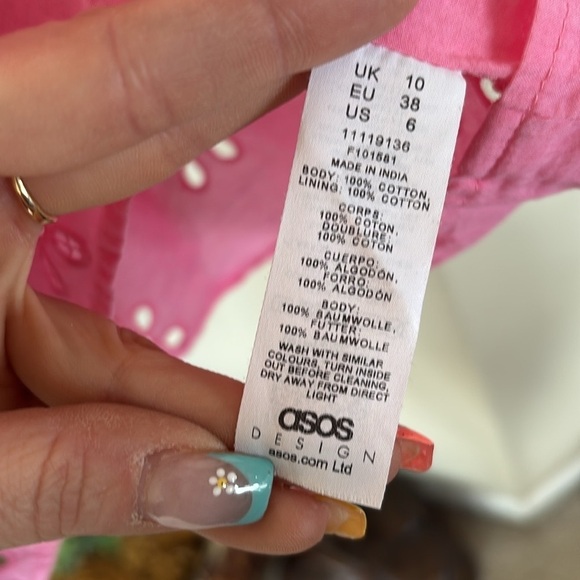 UK 10
EU 38
US 6
11119136
F101581
MADE IN INDIA
BODY: 100% COTTON,
LINING: 100% COTTON
CORPS:
100% COTON,
DOUBLURE:
100% COTON
CUERPO:
100% ALGODÓN,
FORRO:
100% ALGODÓN
BODY:
100% BAUMWOLLE,
FUTTER:
100% BAUMWOLLE
WASH WITH SIMILAR
COLOURS, TURN INSIDE
OUT BEFORE CLEANING,
DRY AWAY FROM DIRECT
LIGHT
asos
DESIGN
asos.com Ltd